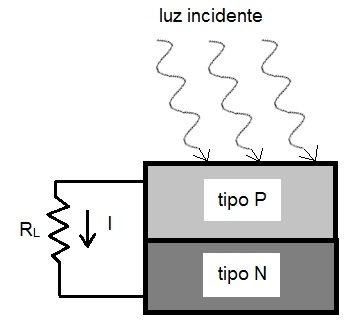 luz incidente
tipo P
RL
I
tipo N